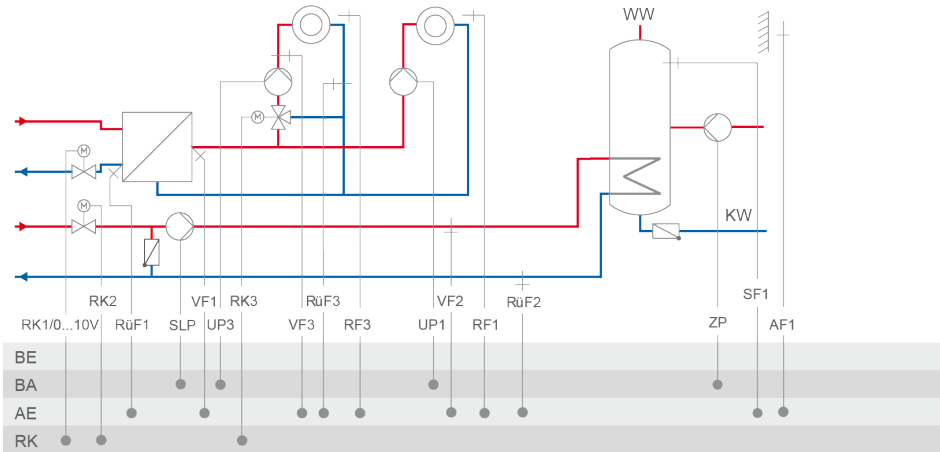 WW
M
M
M
KW
RK2
VF1
RK3
RüF3
VF2
RüF2
SF1
RK1/0...10V
RüF1
SLP
UP3
VF3
RF3
UP1
RF1
ZP
AF1
BE
BA
AE
RK